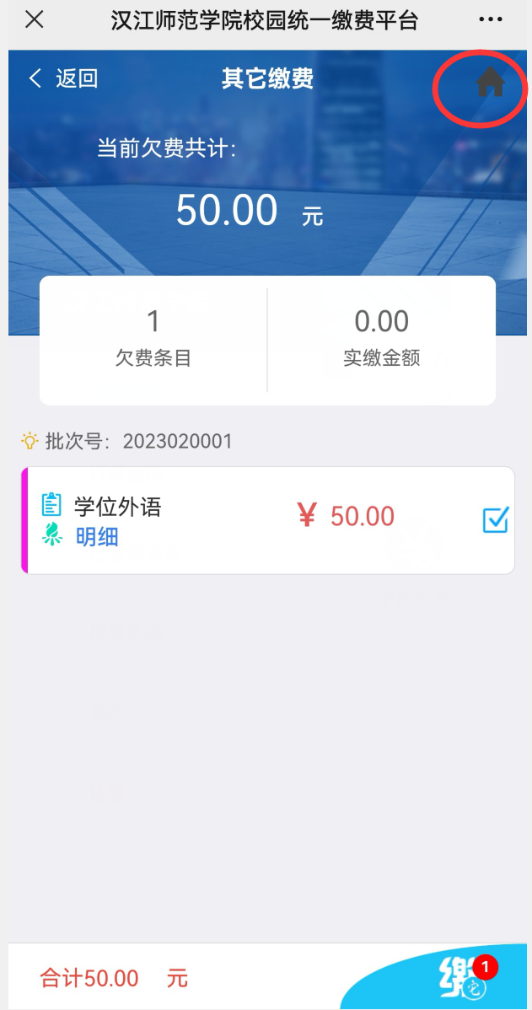 汉江师范学院校园统一缴费平台
返回
其它缴费
当前欠费共计：
50.00 元
1
欠费条目
0.00
实缴金额
批次号：2023020001
学位外语
明细
¥ 50.00
合计50.00 元
缴
它
1